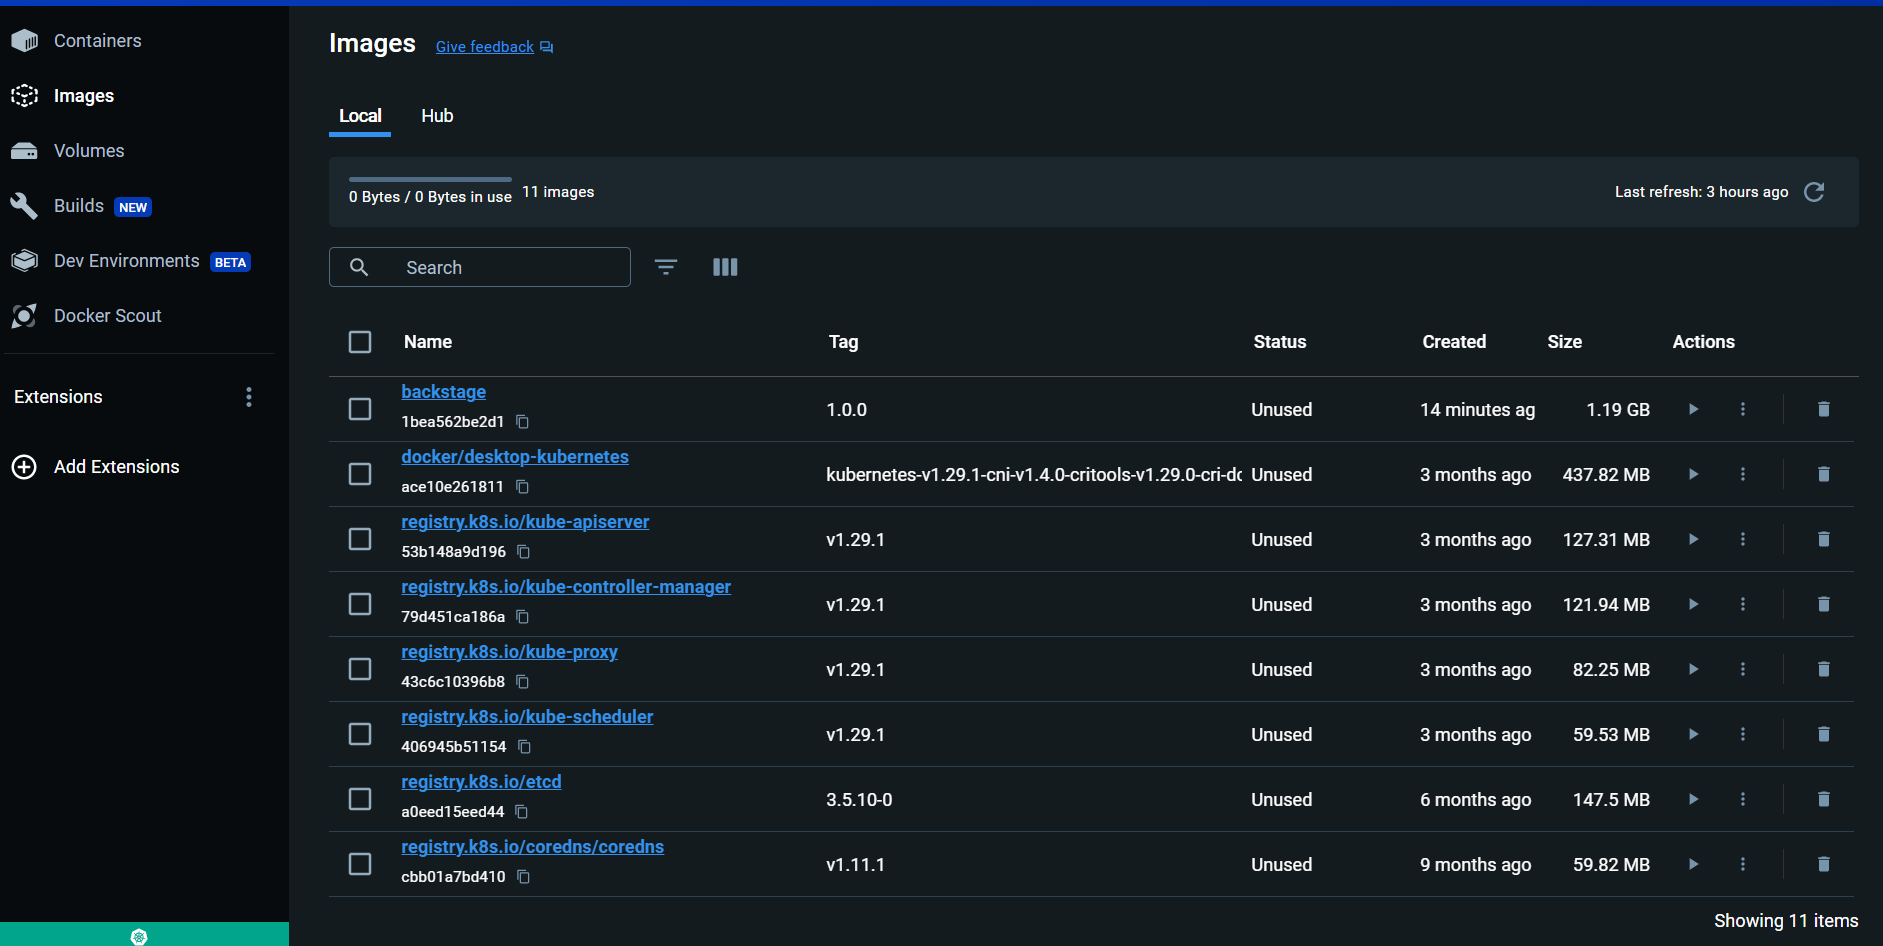 Containers
Images
Volumes
Builds NEW
Dev Environments BETA
Docker Scout
Extensions
Add Extensions
Images Give feedback
Local Hub
0 Bytes / 0 Bytes in use 11 images Last refresh: 3 hours ago
Search
Name Tag Status Created Size Actions
backstage
1bea562be2d1
1.0.0 Unused 14 minutes ag 1.19 GB
docker/desktop-kubernetes
ace10e261811
kubernetes-v1.29.1-cni-v1.4.0-critools-v1.29.0-cri-dc Unused 3 months ago 437.82 MB
registry.k8s.io/kube-apiserver
53b148a9d196
v1.29.1 Unused 3 months ago 127.31 MB
registry.k8s.io/kube-controller-manager
79d451ca186a
v1.29.1 Unused 3 months ago 121.94 MB
registry.k8s.io/kube-proxy
43c6c10396b8
v1.29.1 Unused 3 months ago 82.25 MB
registry.k8s.io/kube-scheduler
406945b51154
v1.29.1 Unused 3 months ago 59.53 MB
registry.k8s.io/etcd
a0eed15eed44
3.5.10-0 Unused 6 months ago 147.5 MB
registry.k8s.io/coredns/coredns
cbb01a7bd410
v1.11.1 Unused 9 months ago 59.82 MB
Showing 11 items